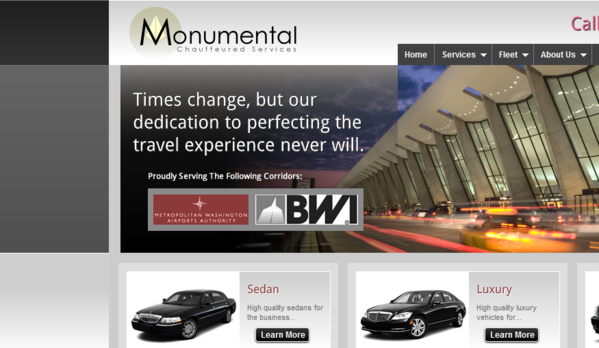 Monumental
Chauffeured Services
Call
Home
Services
Fleet
About Us
Times change, but our
dedication to perfecting the
travel experience never will.
Proudly Serving The Following Corridors:
METROPOLITAN WASHINGTON
AIRPORTS AUTHORITY
BWI
Sedan
High quality sedans for
the business...
Learn More
Luxury
High quality luxury
vehicles for...
Learn More